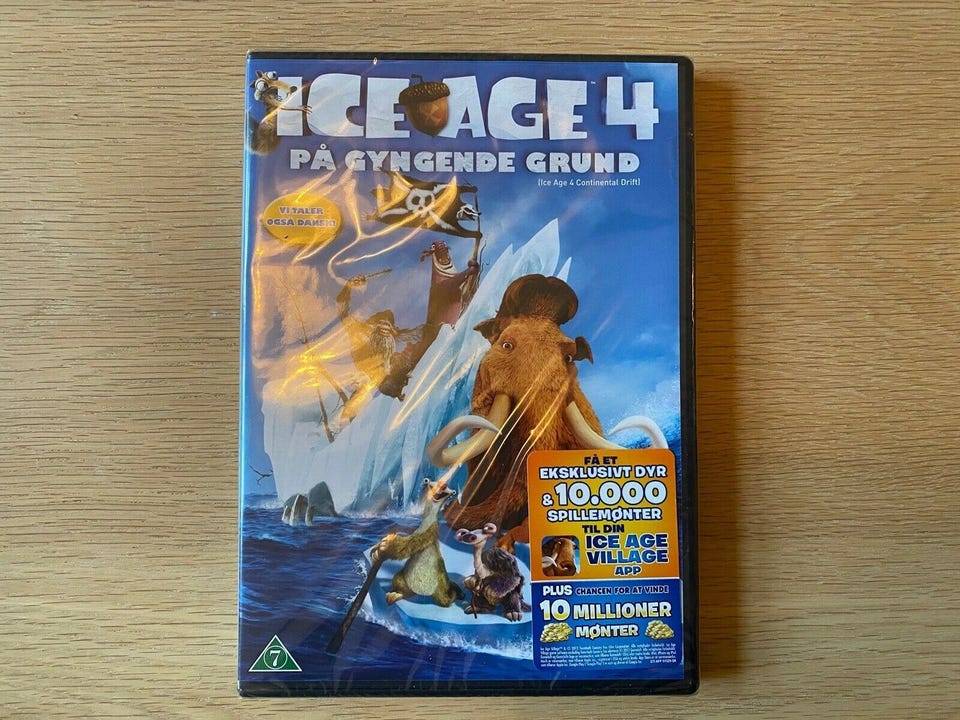 ICE AGE 4
PÅ GYNGENDE GRUND
(Ice Age 4 Continental Drift)
VI TALER
OGSÅ DANSK!
FÅ ET
EKSKLUSIVT DYR
& 10.000
SPILLEMØNTER
TIL DIN
ICE AGE
VILLAGE
APP
PLUS CHANCEN FOR AT VINDE
10 MILLIONER
MØNTER
7